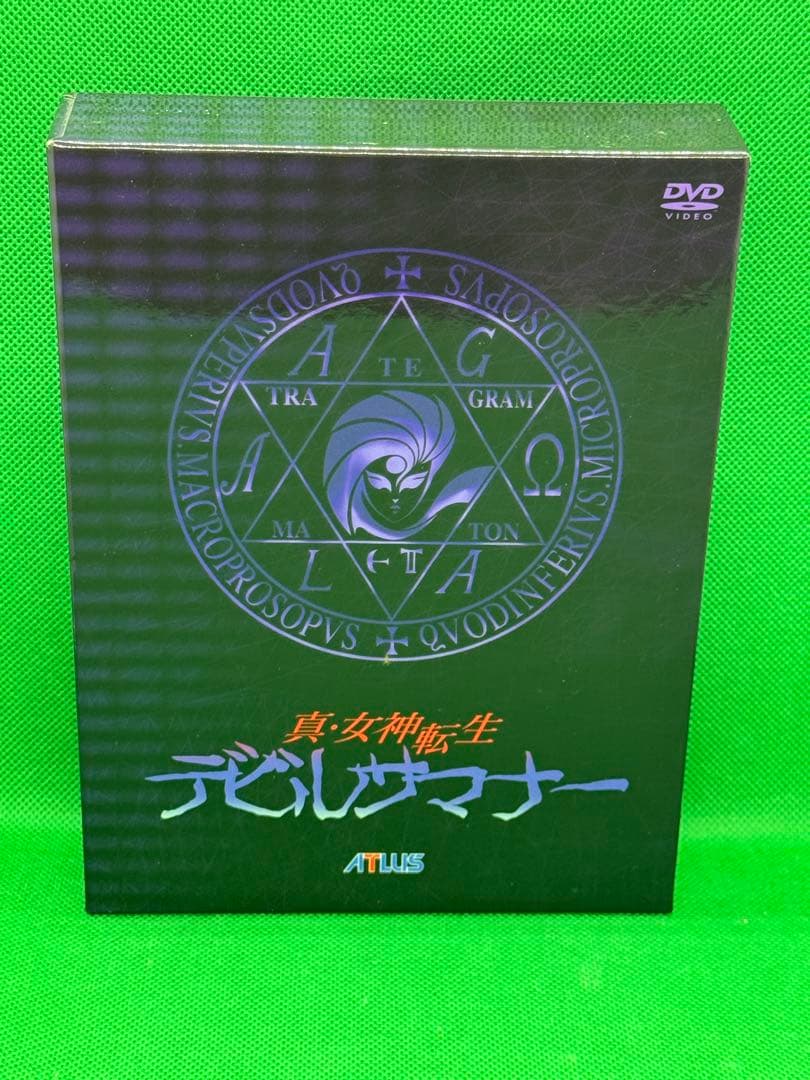 DVD
VIDEO
QVODSVPERIVS.MACROPROSOPVS
QVODINFERIVS.MICROPROSOPVS
A TE G
TRA GRAM
A Ω
MA TON
L ETA A
真・女神転生
デビルサマナー
ATLUS